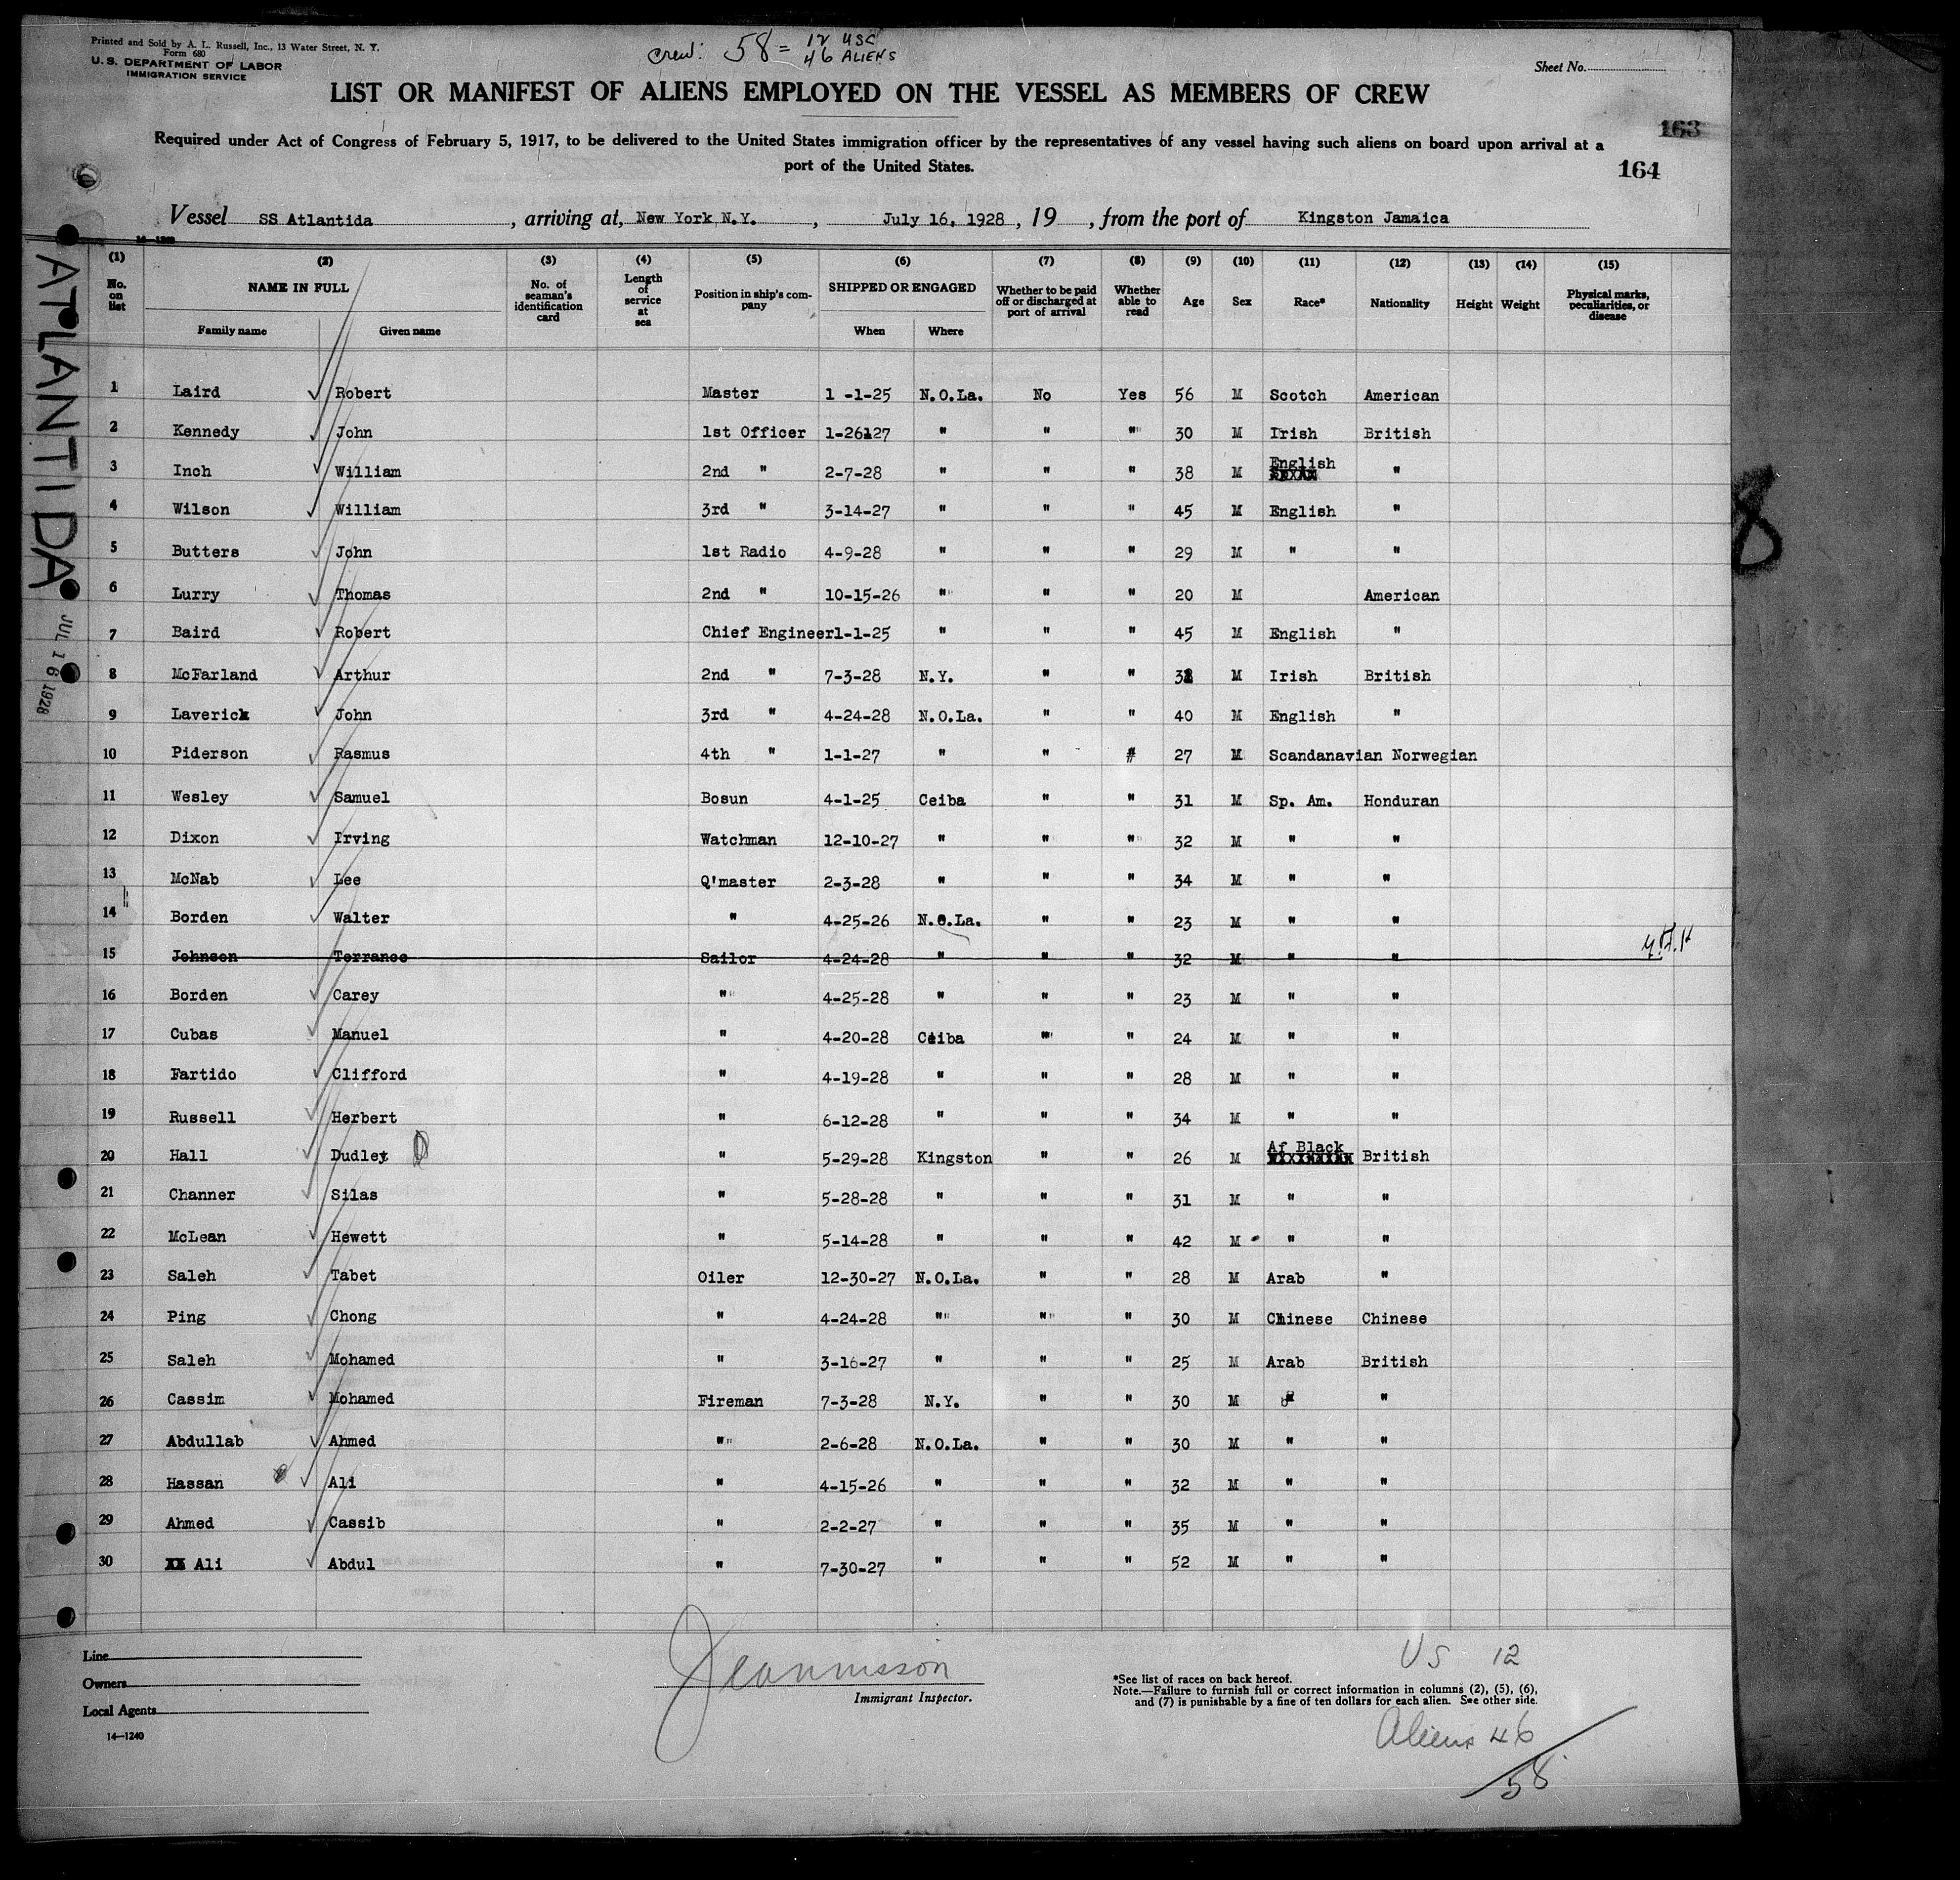 Printed and Sold by A. L. Russell, Inc., 13 Water Street, N. Y.
Form 680
U. S. DEPARTMENT OF LABOR
IMMIGRATION SERVICE
Crew: 58 = 12 USC
46 ALIENS
Sheet No.
LIST OR MANIFEST OF ALIENS EMPLOYED ON THE VESSEL AS MEMBERS OF CREW
163
Required under Act of Congress of February 5, 1917, to be delivered to the United States immigration officer by the representatives of any vessel having such aliens on board upon arrival at a
port of the United States.
164
Vessel SS Atlantida , arriving at, New York N.Y. , July 16, 1928 , 19 , from the port of Kingston Jamaica
ATLANTIDA
JUL 16 1928
(1) (2) (3) (4) (5) (6) (7) (8) (9) (10) (11) (12) (13) (14) (15)
No. on list NAME IN FULL Family name Given name No. of seaman's identification card Length of service at sea Position in ship's company SHIPPED OR ENGAGED When Where Whether to be paid off or discharged at port of arrival Whether able to read Age Sex Race* Nationality Height Weight Physical marks, peculiarities, or disease
1 Laird Robert Master 1 -1-25 N.O.La. No Yes 56 M Scotch American
2 Kennedy John 1st Officer 1-26127 " " " 30 M Irish British
3 Inch William 2nd " 2-7-28 " " " 38 M English "
4 Wilson William 3rd " 3-14-27 " " " 45 M English "
5 Butters John 1st Radio 4-9-28 " " " 29 M " "
6 Lurry Thomas 2nd " 10-15-26 " " " 20 M American
7 Baird Robert Chief Engineer1-1-25 " " " 45 M English "
8 McFarland Arthur 2nd " 7-3-28 N.Y. " " M Irish British
9 Laverick John 3rd " 4-24-28 N.O.La. " " 40 M English "
10 Piderson Rasmus 4th " 1-1-27 " " # 27 M Scandanavian Norwegian
11 Wesley Samuel Bosun 4-1-25 Ceiba " " 31 M Sp. Am. Honduran
12 Dixon Irving Watchman 12-10-27 " " " 32 M " "
13 McNab Lee Q'master 2-3-28 " " " 34 M " "
14 Borden Walter " 4-25-26 N.O.La. " " 23 M " "
15 Johnson Terrance Sailor 4-24-28 " " " 32 M " "
16 Borden Carey " 4-25-28 " " " 23 M " "
17 Cubas Manuel " 4-20-28 Ceiba " " 24 M " "
18 Fartido Clifford " 4-19-28 " " " 28 M " "
19 Russell Herbert " 6-12-28 " " " 34 M " "
20 Hall Dudley " 5-29-28 Kingston " " 26 M Af Black British
21 Channer Silas " 5-28-28 " " " 31 M " "
22 McLean Hewett " 5-14-28 " " " 42 M " "
23 Saleh Tabet Oiler 12-30-27 N.O.La. " " 28 M Arab "
24 Ping Chong " 4-24-28 " " " 30 M Chinese Chinese
25 Saleh Mohamed " 3-16-27 " " " 25 M Arab British
26 Cassim Mohamed Fireman 7-3-28 N.Y. " " 30 M " "
27 Abdullab Ahmed " 2-6-28 N.O.La. " " 30 M " "
28 Hassan Ali " 4-15-26 " " " 32 M " "
29 Ahmed Cassib " 2-2-27 " " " 35 M " "
30 Ali Abdul " 7-30-27 " " " 52 M " "
Line
Owners
Local Agents
14—1240
Immigrant Inspector.
*See list of races on back hereof.
Note.—Failure to furnish full or correct information in columns (2), (5), (6),
and (7) is punishable by a fine of ten dollars for each alien. See other side.
US 12
Aliens 46
58
8